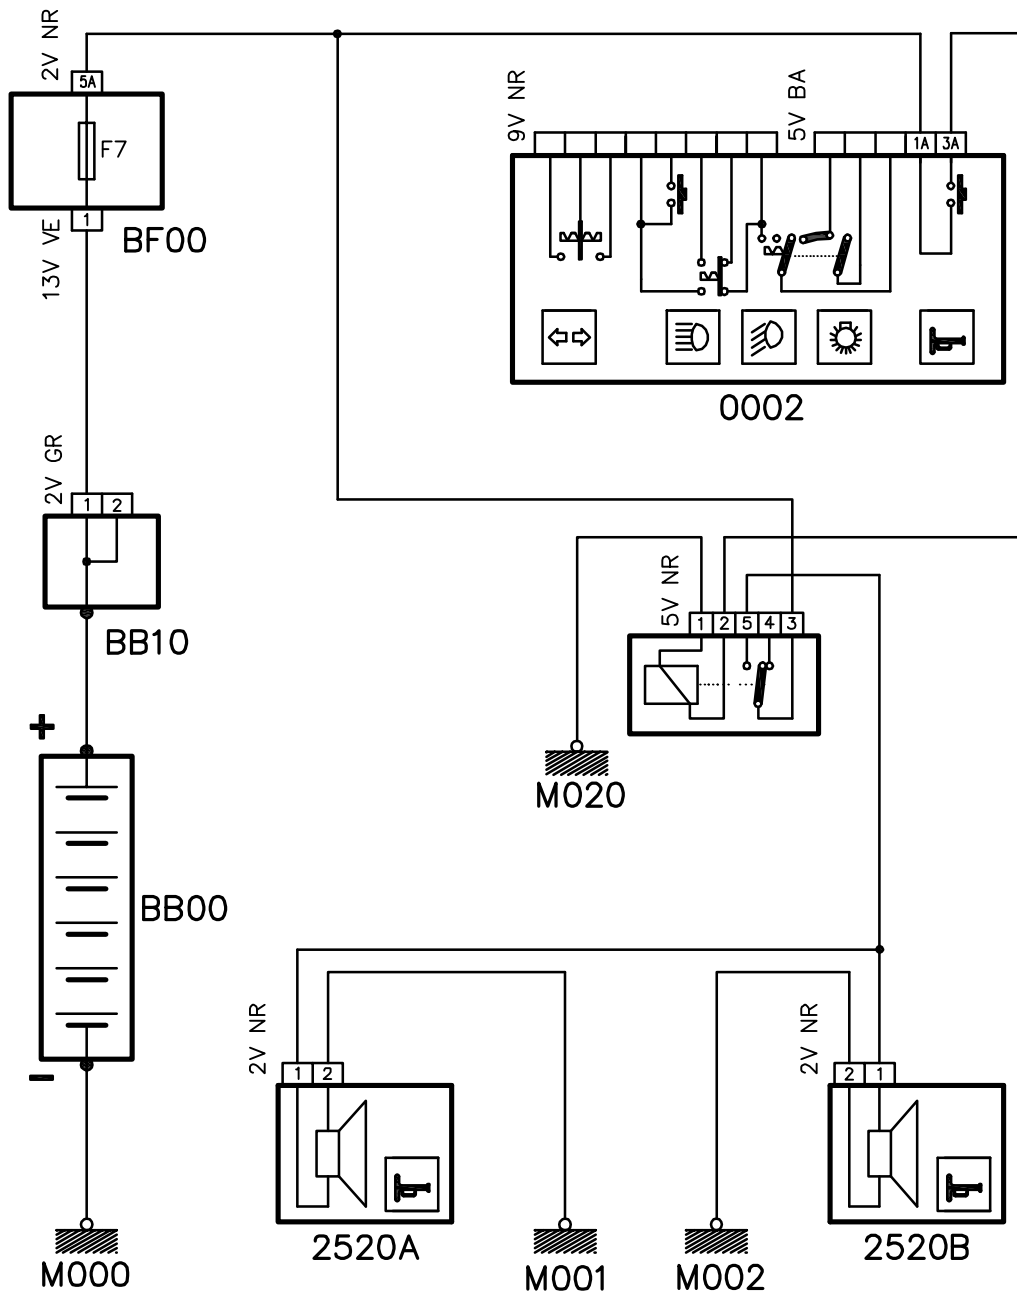 2V NR
5A
F7
1
13V VE
BF00
9V NR
5V BA
1A 3A
0002
2V GR
1 2
BB10
5V NR
1 2 5 4 3
M020
+
BB00
-
2V NR
1 2
2520A
2V NR
2 1
2520B
M000
M001
M002